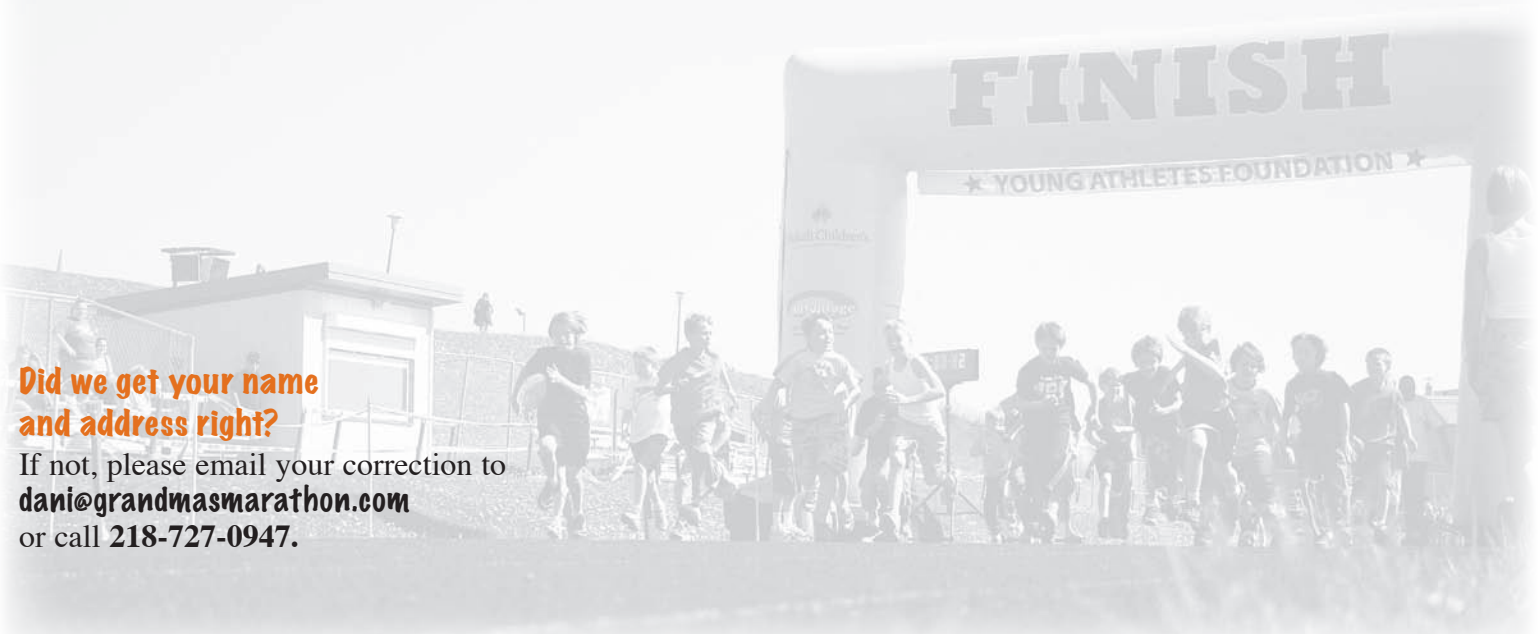 FINISH
★ YOUNG ATHLETES FOUNDATION ★
Did we get your name
and address right?
If not, please email your correction to
dani@grandmasmarathon.com
or call 218-727-0947.